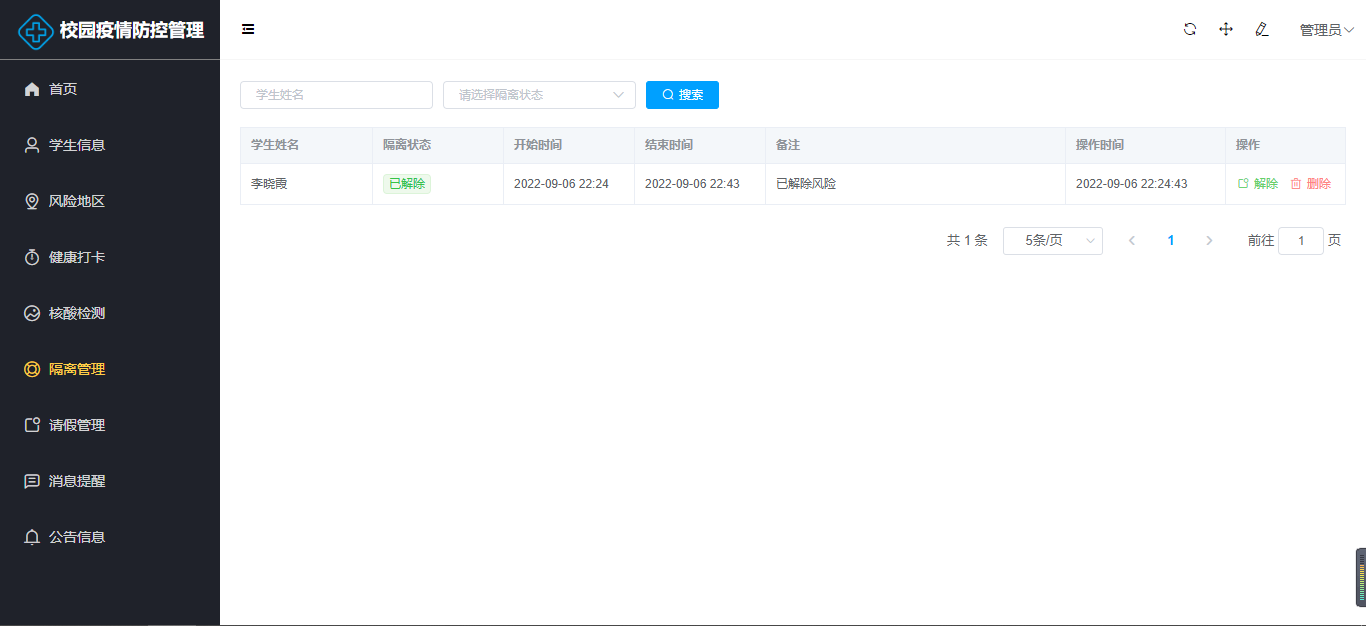 校园疫情防控管理
管理员
首页
学生信息
风险地区
健康打卡
核酸检测
隔离管理
请假管理
消息提醒
公告信息
学生姓名 请选择隔离状态 搜索
学生姓名 隔离状态 开始时间 结束时间 备注 操作时间 操作
李晓霞 已解除 2022-09-06 22:24 2022-09-06 22:43 已解除风险 2022-09-06 22:24:43 解除 删除
共 1 条 5条/页 1 前往 1 页